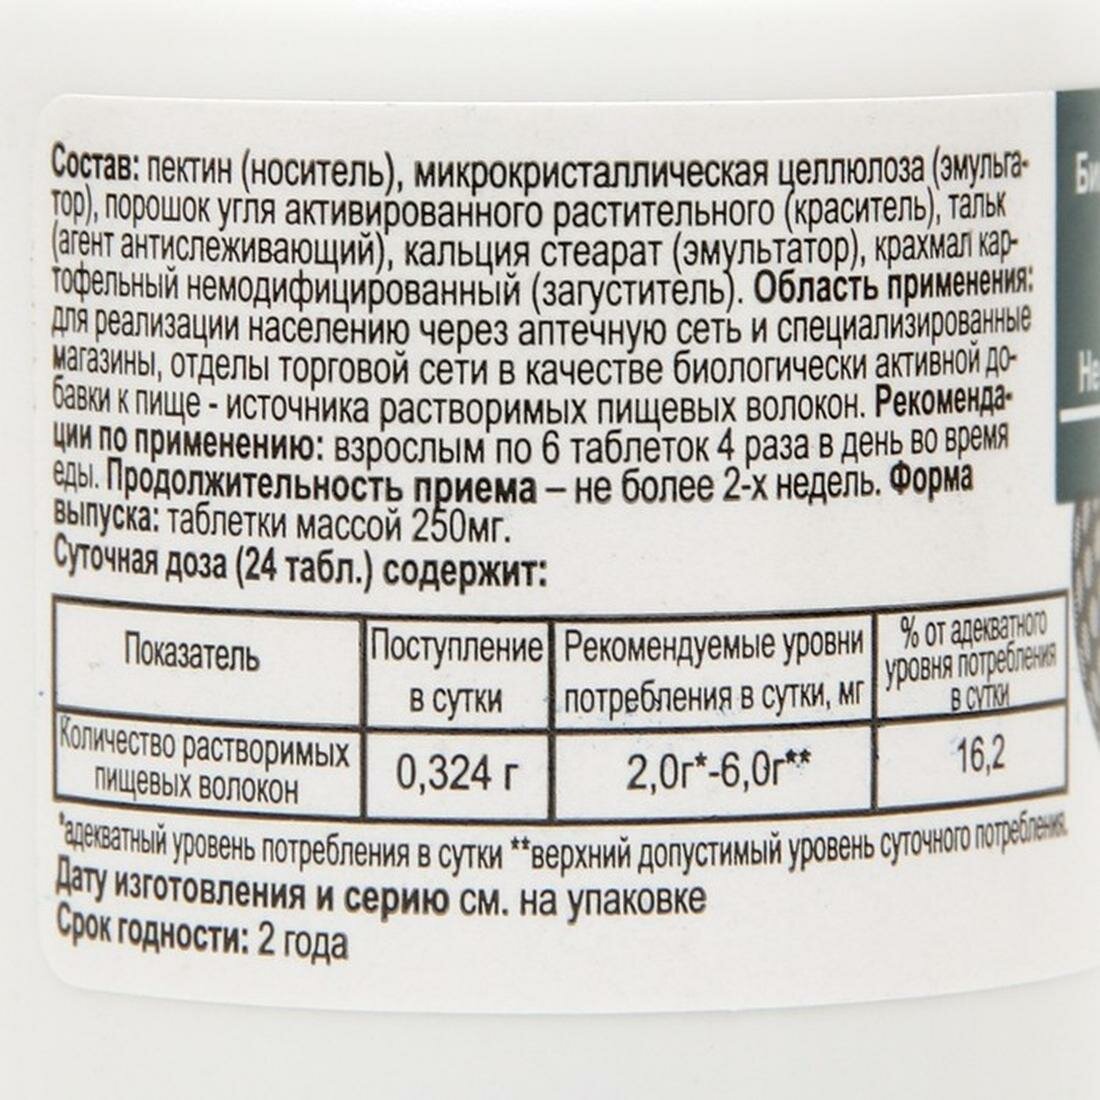 Состав: пектин (носитель), микрокристаллическая целлюлоза (эмульга-
тор), порошок угля активированного растительного (краситель), тальк
(агент антислеживающий), кальция стеарат (эмультатор), крахмал кар-
тофельный немодифицированный (загуститель). Область применения:
для реализации населению через аптечную сеть и специализированные
магазины, отделы торговой сети в качестве биологически активной до-
бавки к пище - источника растворимых пищевых волокон. Рекоменда-
ции по применению: взрослым по 6 таблеток 4 раза в день во время
еды. Продолжительность приема – не более 2-х недель. Форма
выпуска: таблетки массой 250мг.
Суточная доза (24 табл.) содержит:
Показатель
Поступление
в сутки
Рекомендуемые уровни
потребления в сутки, мг
% от адекватного
уровня потребления
в сутки
Количество растворимых
пищевых волокон
0,324 г
2,0г*-6,0г**
16,2
*адекватный уровень потребления в сутки **верхний допустимый уровень суточного потребления.
Дату изготовления и серию см. на упаковке
Срок годности: 2 года
Би
Не